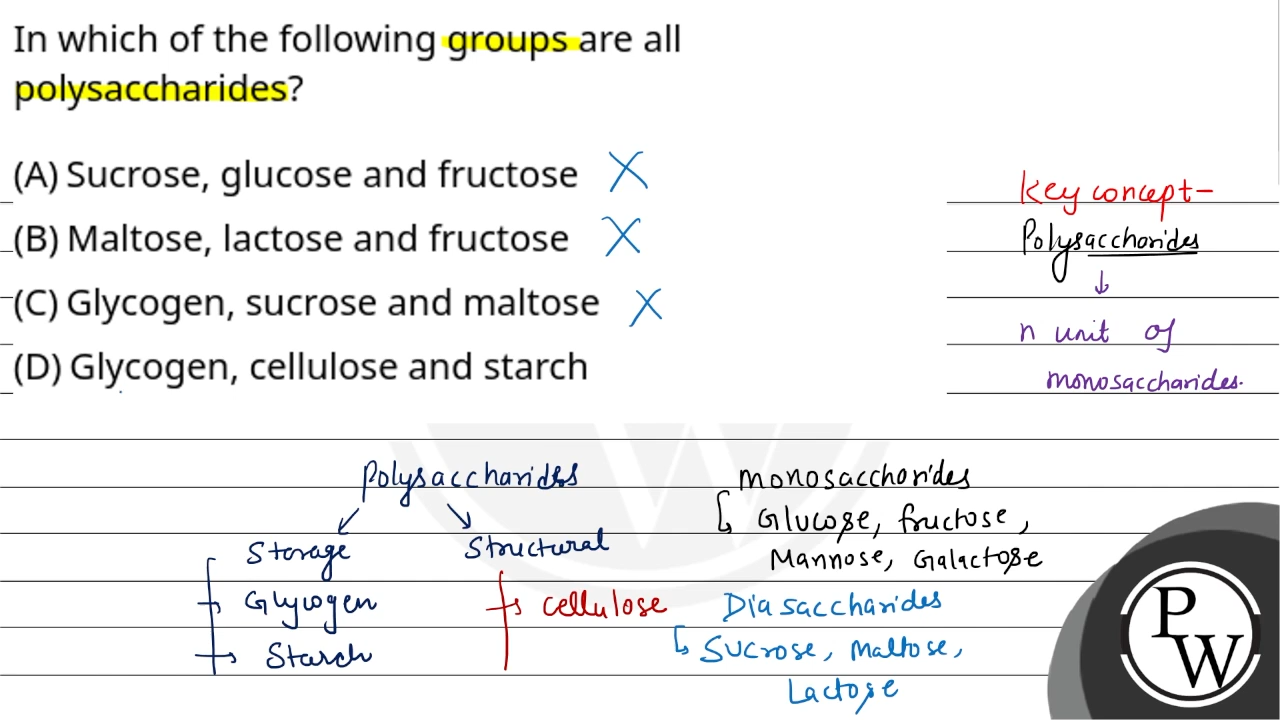 In which of the following groups are all
polysaccharides?
(A) Sucrose, glucose and fructose X
(B) Maltose, lactose and fructose X
(C) Glycogen, sucrose and maltose X
(D) Glycogen, cellulose and starch
Key concept-
Polysaccharides
↓
n unit of
monosaccharides.
Polysaccharides
Storage
Glycogen
Starch
Structural
cellulose
monosaccharides
Glucose, fructose,
Mannose, Galactose
Diasaccharides
Sucrose, Maltose,
Lactose
P
W